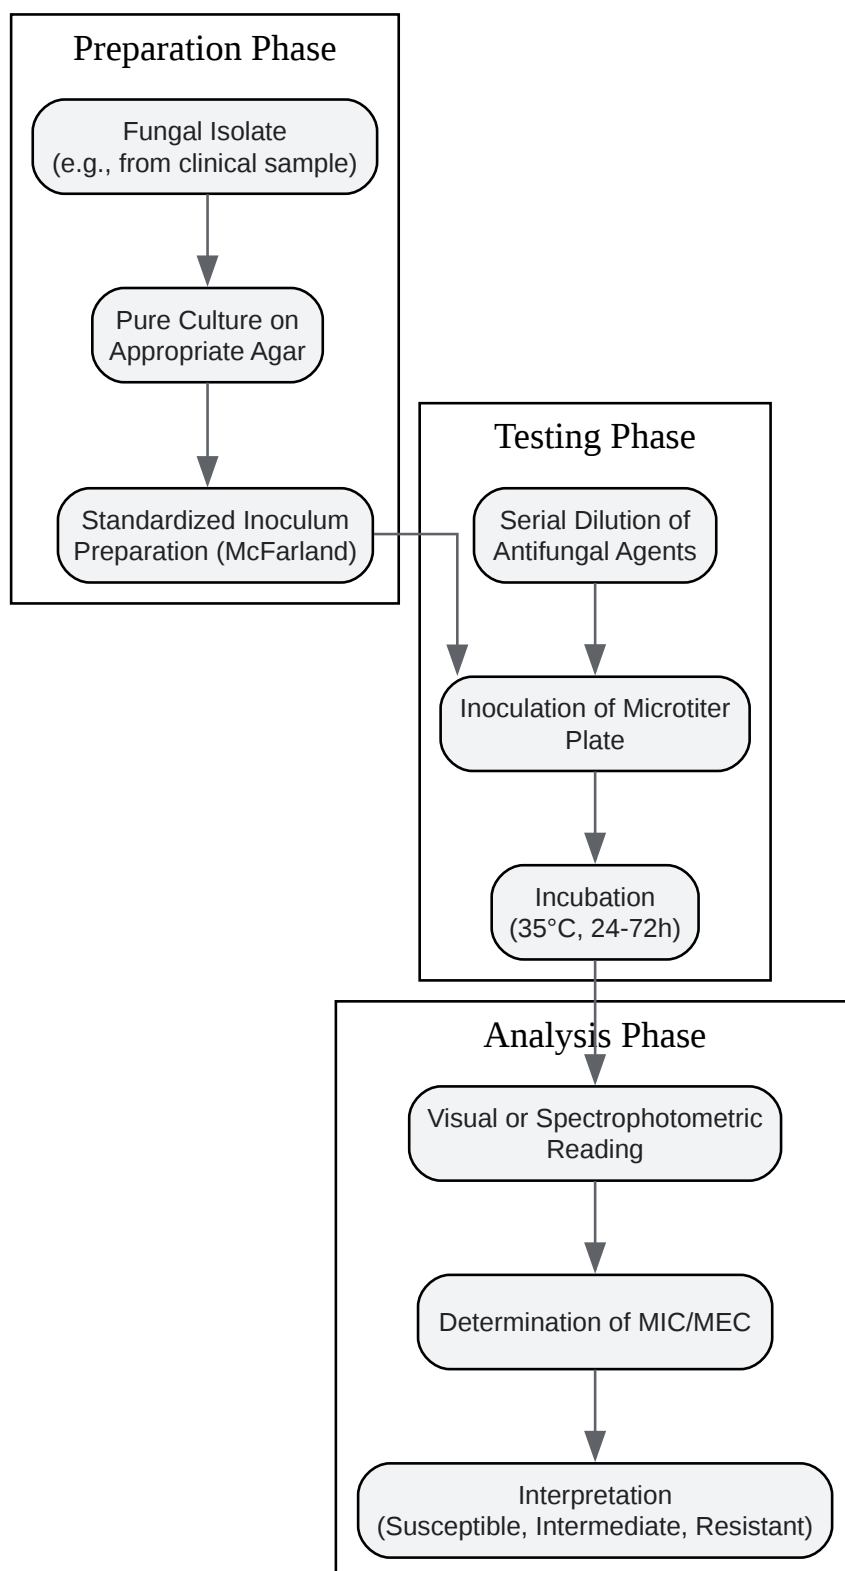 Preparation Phase
Fungal Isolate
(e.g., from clinical sample)
Pure Culture on
Appropriate Agar
Standardized Inoculum
Preparation (McFarland)
Testing Phase
Serial Dilution of
Antifungal Agents
Inoculation of Microtiter
Plate
Incubation
(35°C, 24-72h)
Analysis Phase
Visual or Spectrophotometric
Reading
Determination of MIC/MEC
Interpretation
(Susceptible, Intermediate, Resistant)